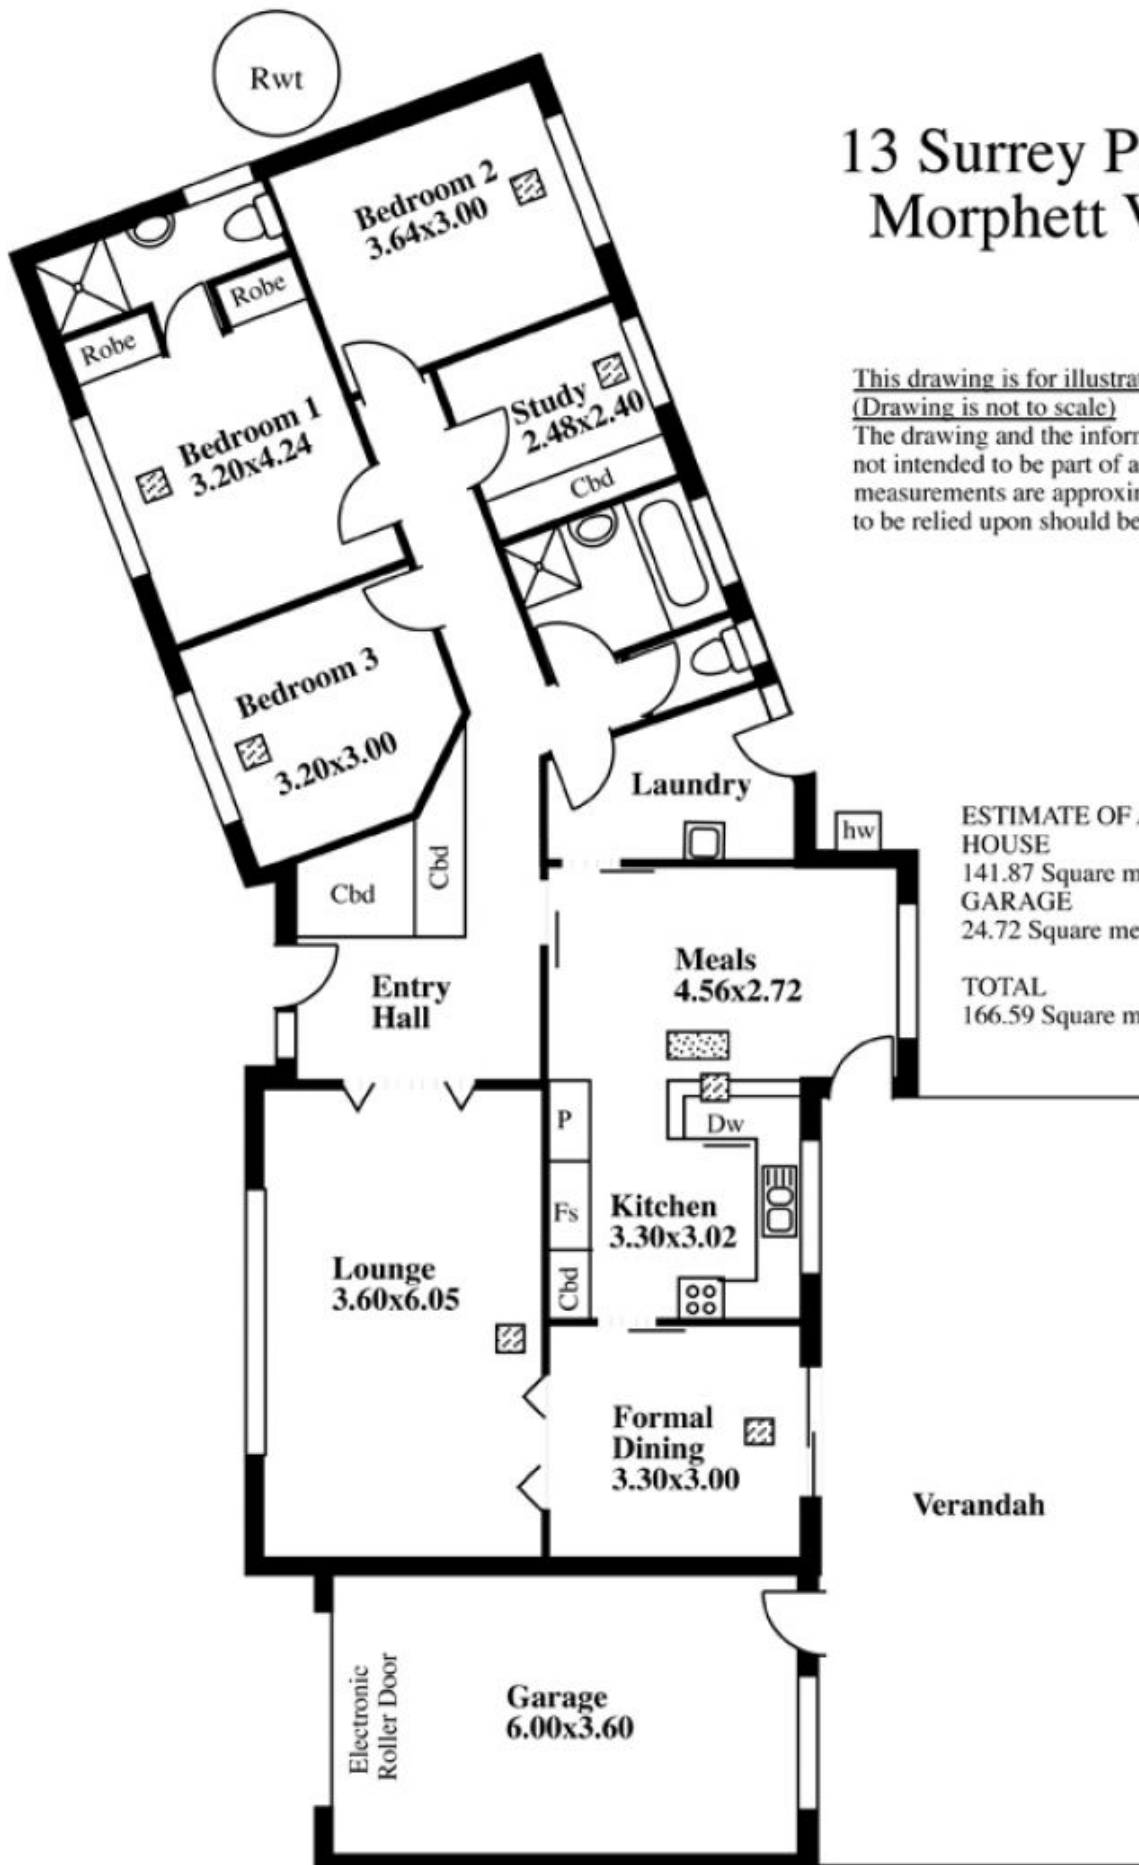 Rwt
13 Surrey P
Morphett V
Bedroom 2
3.64x3.00
Robe
Robe
Bedroom 1
3.20x4.24
Study
2.48x2.40
Cbd
This drawing is for illustra
(Drawing is not to scale)
The drawing and the inform
not intended to be part of a
measurements are approxim
to be relied upon should be
Bedroom 3
3.20x3.00
Laundry
hw
Cbd
Cbd
ESTIMATE OF
HOUSE
141.87 Square m
GARAGE
24.72 Square me
TOTAL
166.59 Square m
Entry
Hall
Meals
4.56x2.72
P
Dw
Fs
Kitchen
3.30x3.02
Cbd
Lounge
3.60x6.05
Formal
Dining
3.30x3.00
Verandah
Electronic
Roller Door
Garage
6.00x3.60